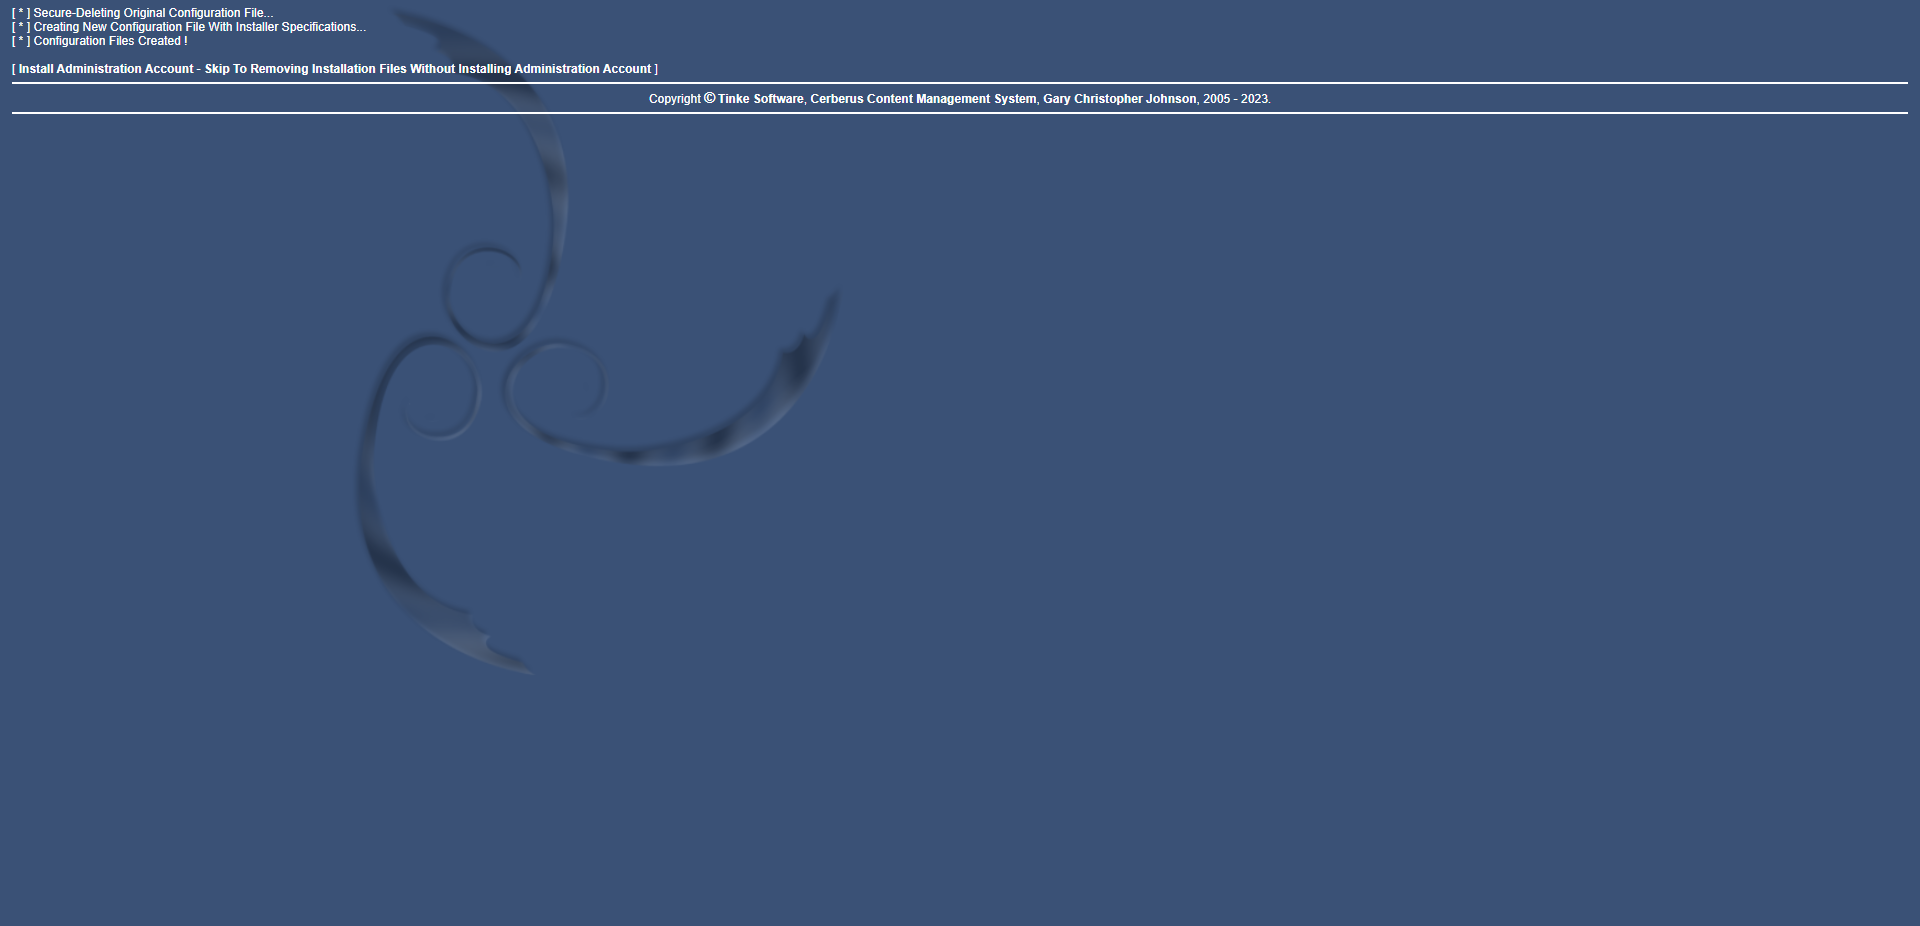 [ * ] Secure-Deleting Original Configuration File...
[ * ] Creating New Configuration File With Installer Specifications...
[ * ] Configuration Files Created !
[ Install Administration Account - Skip To Removing Installation Files Without Installing Administration Account ]
Copyright © Tinke Software, Cerberus Content Management System, Gary Christopher Johnson, 2005 - 2023.